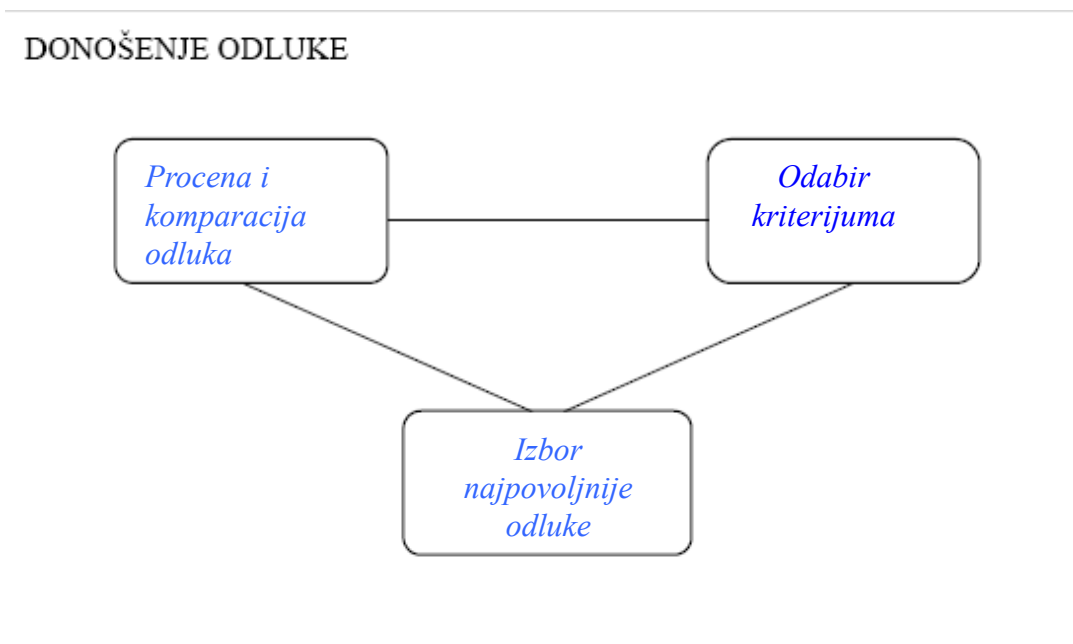 DONOŠENJE ODLUKE
Procena i
komparacija
odluka
Odabir
kriterijuma
Izbor
najpovoljnije
odluke